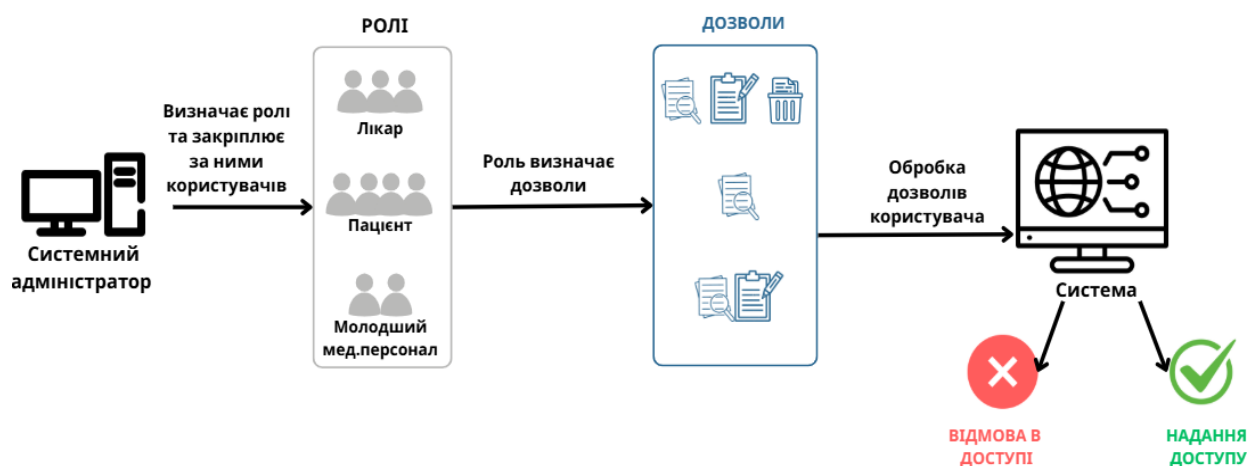 РОЛІ
ДОЗВОЛИ
Визначає ролі
та закріплює
за ними
користувачів
Системний
адміністратор
Лікар
Пацієнт
Молодший
мед.персонал
Роль визначає
дозволи
Обробка
дозволів
користувача
Система
ВІДМОВА В
ДОСТУПІ
НАДАННЯ
ДОСТУПУ